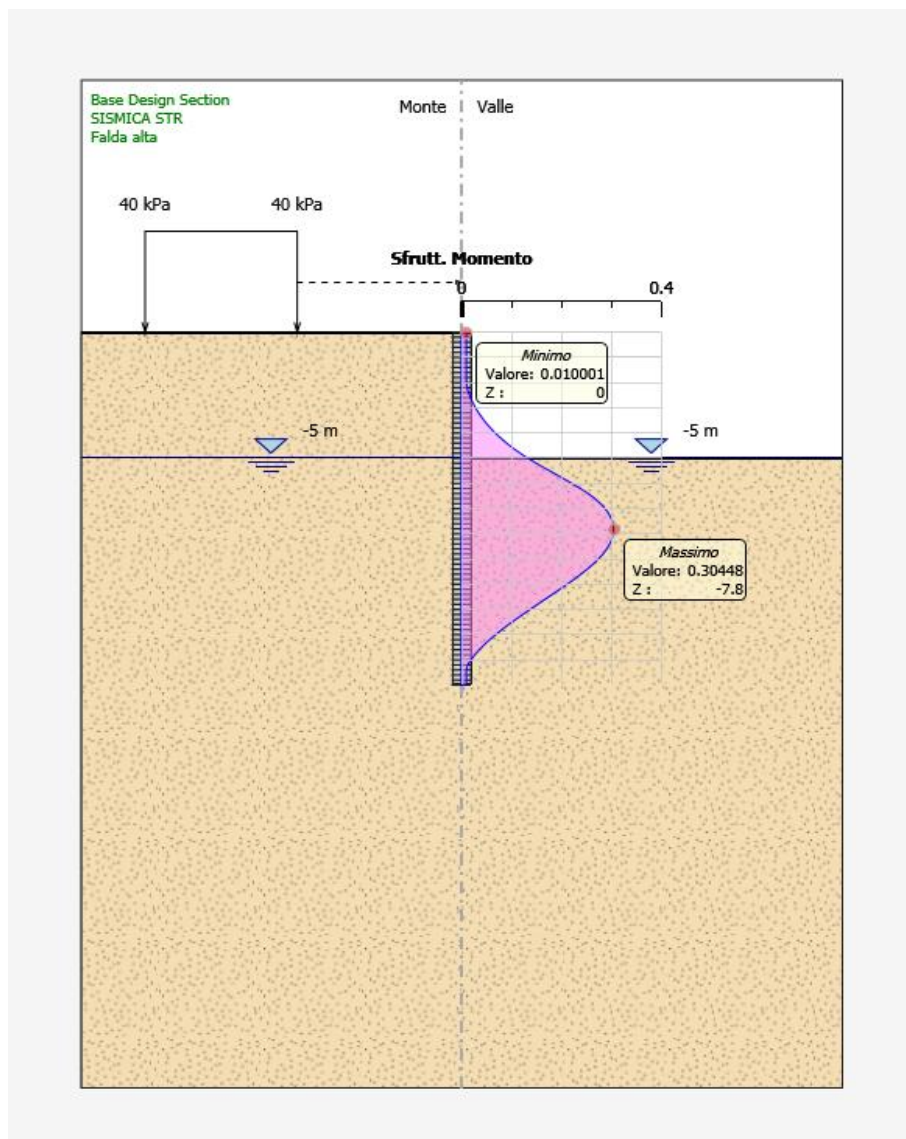 Base Design Section
SISMICA STR
Falda alta
Monte
Valle
40 kPa
40 kPa
Sfrutt. Momento
0
0.4
Minimo
Valore: 0.010001
Z : 0
-5 m
-5 m
Massimo
Valore: 0.30448
Z : -7.8